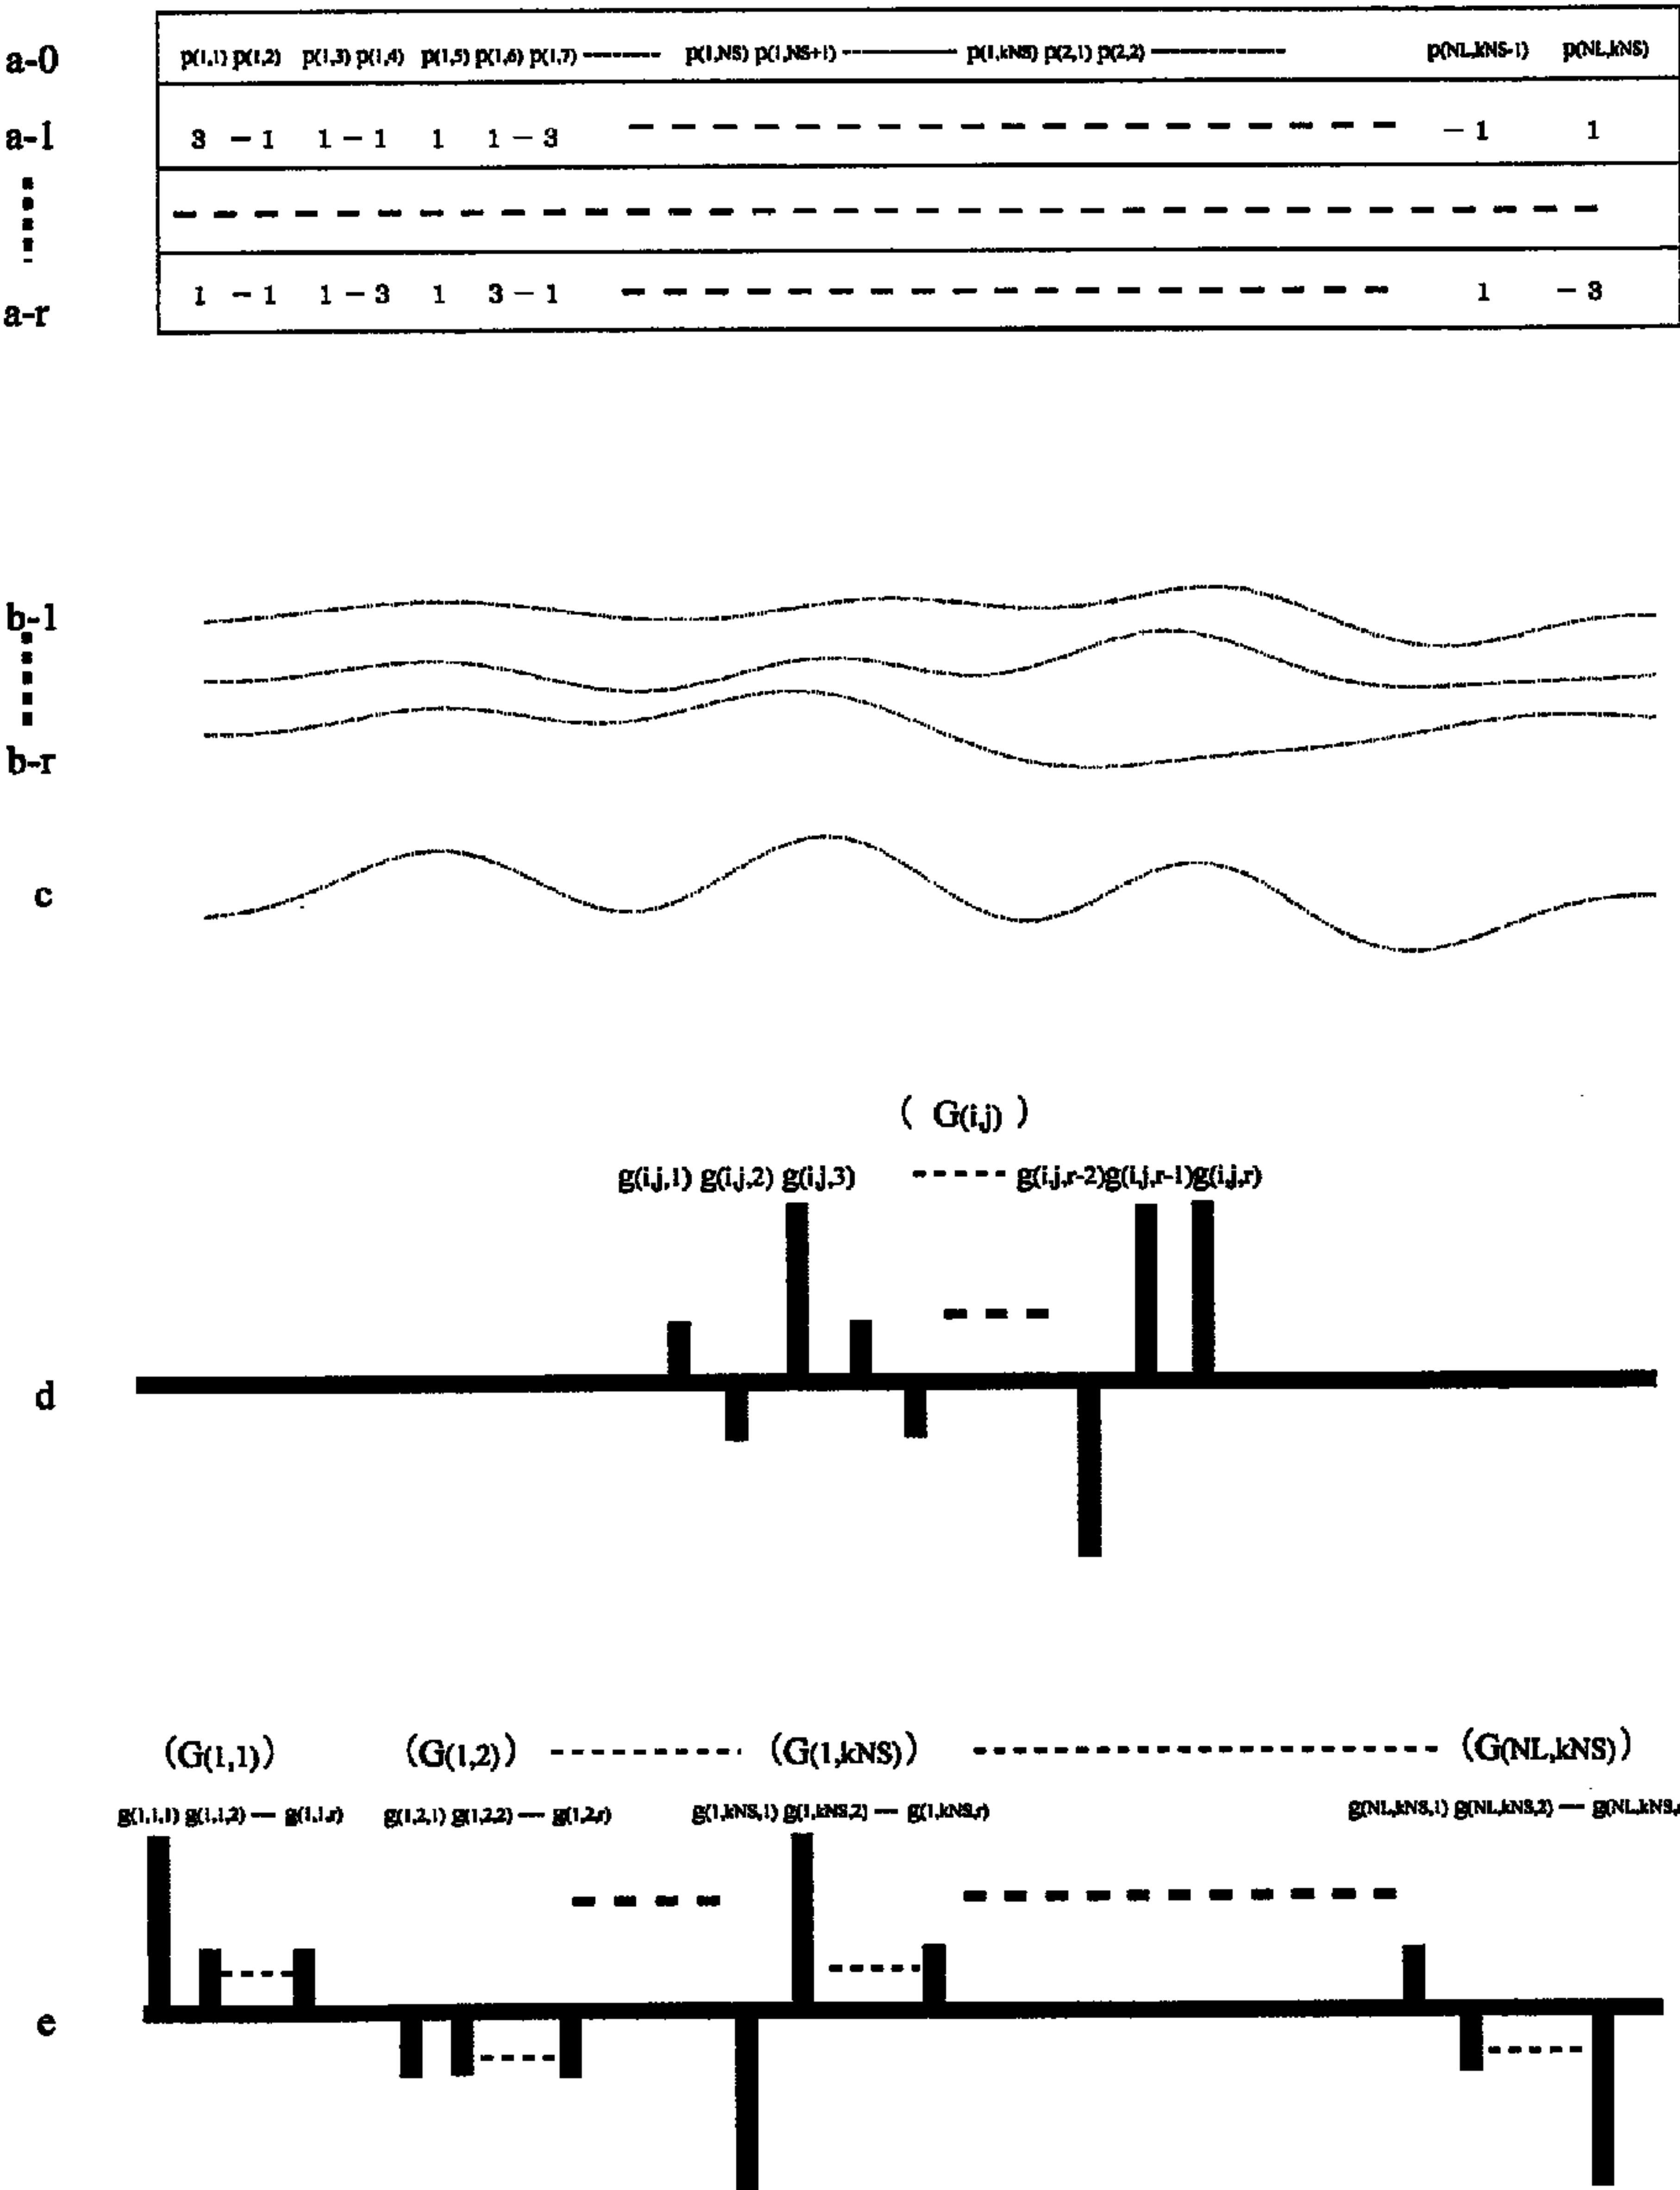 a-0 p(1,1) p(1,2) p(1,3) p(1,4) p(1,5) p(1,6) p(1,7) p(1,NS) p(1,NS+1) p(1,kNS) p(2,1) p(2,2) p(NL,kNS-1) p(NL,kNS)
a-1 3 -1 1 -1 1 1 -3 -1 1
a-r 1 -1 1 -3 1 3 -1 1 -3
b-1
b-r
c
(G(i,j))
g(i,j,1) g(i,j,2) g(i,j,3) g(i,j,r-2)g(i,j,r-1)g(i,j,r)
d
(G(1,1)) (G(1,2)) (G(1,kNS)) (G(NL,kNS))
g(1,1,1) g(1,1,2) — g(1,1,r) g(1,2,1) g(1,2,2) — g(1,2,r) g(1,kNS,1) g(1,kNS,2) — g(1,kNS,r) g(NL,kNS,1) g(NL,kNS,2) — g(NL,kNS,
e